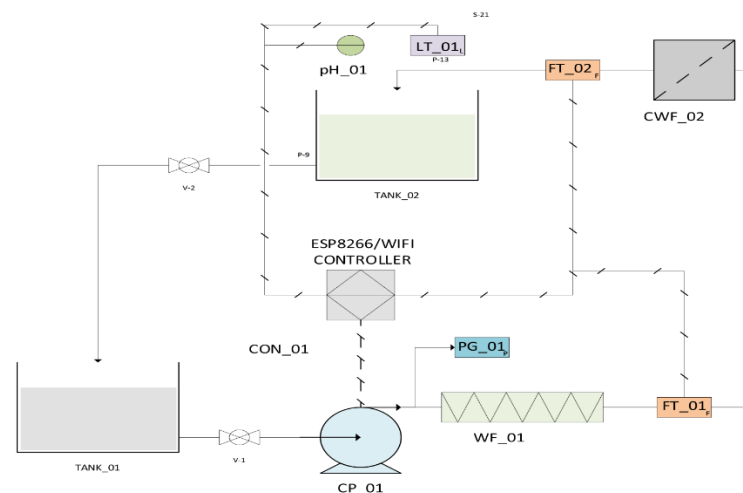 S-21
LT_01L
P-13
pH_01
FT_02F
CWF_02
P-9
V-2
TANK_02
ESP8266/WIFI
CONTROLLER
CON_01
PG_01P
FT_01F
WF_01
TANK_01
V-1
CP_01